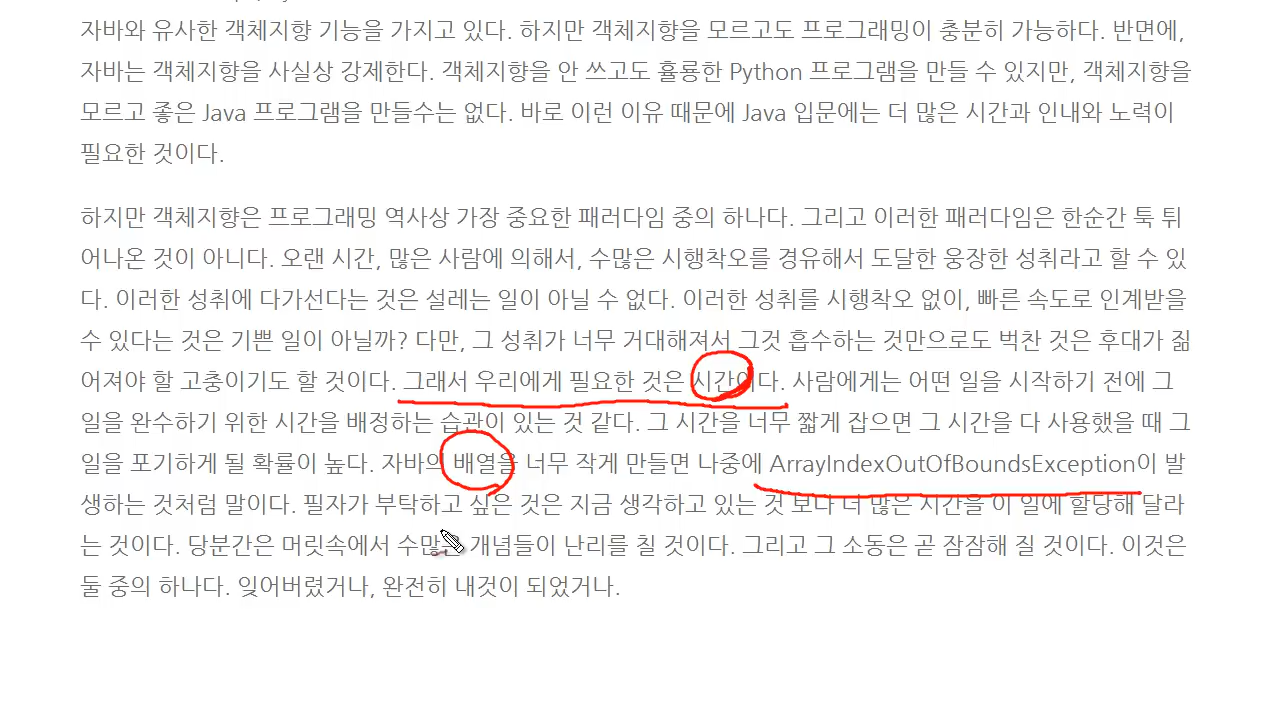 자바와 유사한 객체지향 기능을 가지고 있다. 하지만 객체지향을 모르고도 프로그래밍이 충분히 가능하다. 반면에,
자바는 객체지향을 사실상 강제한다. 객체지향을 안 쓰고도 휼륭한 Python 프로그램을 만들 수 있지만, 객체지향을
모르고 좋은 Java 프로그램을 만들수는 없다. 바로 이런 이유 때문에 Java 입문에는 더 많은 시간과 인내와 노력이
필요한 것이다.
하지만 객체지향은 프로그래밍 역사상 가장 중요한 패러다임 중의 하나다. 그리고 이러한 패러다임은 한순간 툭 튀
어나온 것이 아니다. 오랜 시간, 많은 사람에 의해서, 수많은 시행착오를 경유해서 도달한 웅장한 성취라고 할 수 있
다. 이러한 성취에 다가선다는 것은 설레는 일이 아닐 수 없다. 이러한 성취를 시행착오 없이, 빠른 속도로 인계받을
수 있다는 것은 기쁜 일이 아닐까? 다만, 그 성취가 너무 거대해져서 그것 흡수하는 것만으로도 벅찬 것은 후대가 짊
어져야 할 고충이기도 할 것이다. 그래서 우리에게 필요한 것은 시간이다. 사람에게는 어떤 일을 시작하기 전에 그
일을 완수하기 위한 시간을 배정하는 습관이 있는 것 같다. 그 시간을 너무 짧게 잡으면 그 시간을 다 사용했을 때 그
일을 포기하게 될 확률이 높다. 자바의 배열을 너무 작게 만들면 나중에 ArrayIndexOutOfBoundsException이 발
생하는 것처럼 말이다. 필자가 부탁하고 싶은 것은 지금 생각하고 있는 것 보다 더 많은 시간을 이 일에 할당해 달라
는 것이다. 당분간은 머릿속에서 수많은 개념들이 난리를 칠 것이다. 그리고 그 소동은 곧 잠잠해 질 것이다. 이것은
둘 중의 하나다. 잊어버렸거나, 완전히 내것이 되었거나.